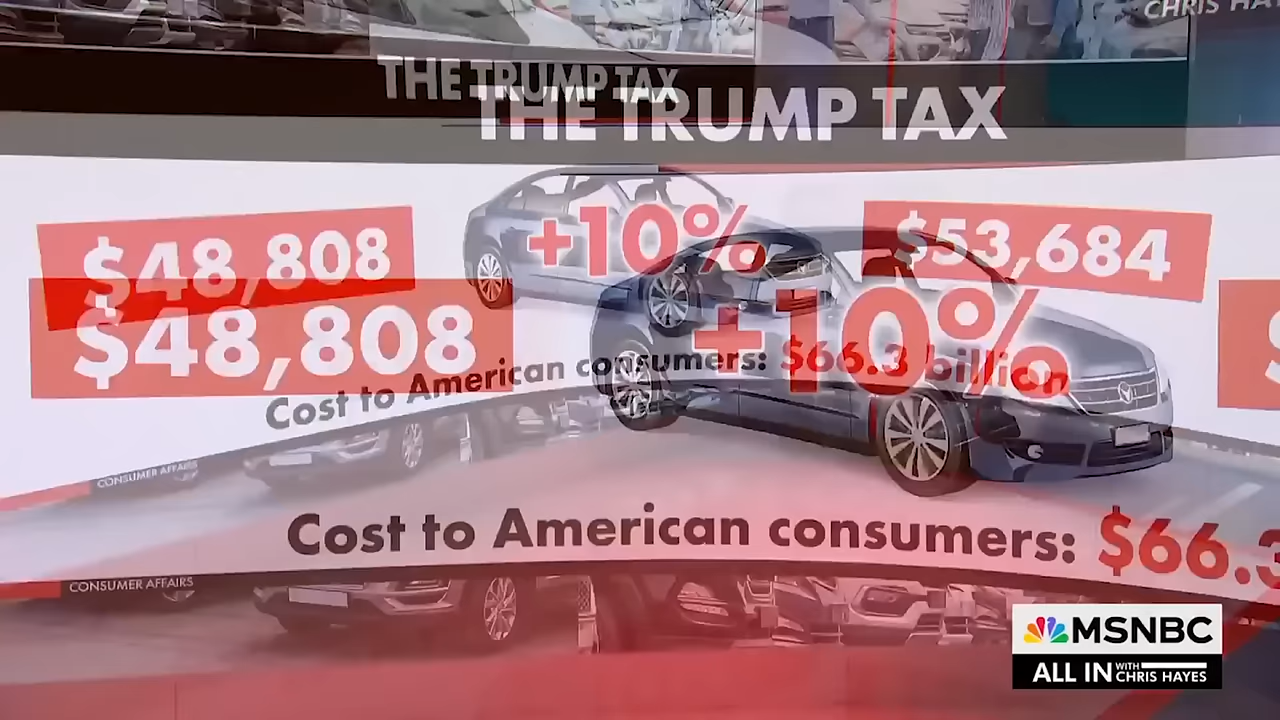 CHRIS HAY
THE TRUMP TAX
THE TRUMP TAX
$48,808
+10%
$53,684
$48,808
+10%
$
Cost to American consumers: $66.3 billion
CONSUMER AFFAIRS
Cost to American consumers: $66.3
CONSUMER AFFAIRS
MSNBC
ALL IN WITH CHRIS HAYES